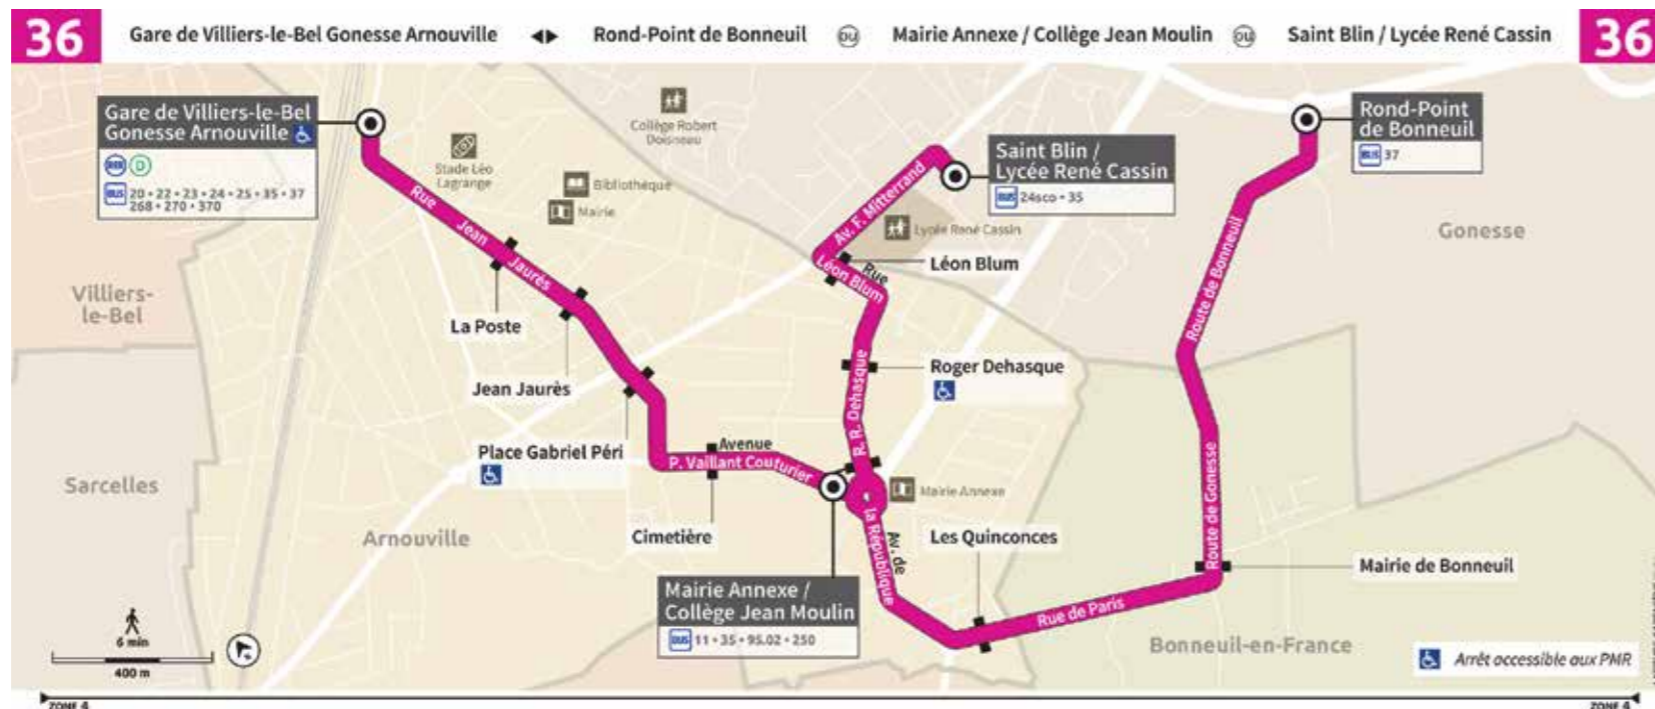 36
Gare de Villiers-le-Bel Gonesse Arnouville ◄► Rond-Point de Bonneuil OU Mairie Annexe / Collège Jean Moulin OU Saint Blin / Lycée René Cassin
36
Gare de Villiers-le-Bel
Gonesse Arnouville
RER D
BUS 20 • 22 • 23 • 24 • 25 • 35 • 37
268 • 270 • 370
Stade Léo
Lagrange
Collège Robert
Doisneau
Bibliothèque
Mairie
Saint Blin /
Lycée René Cassin
BUS 24sco • 35
Rond-Point
de Bonneuil
BUS 37
Rue Jean Jaurés
Av. F. Mitterrand
Lycée René Cassin
Gonesse
Rue
Léon Blum
Léon Blum
Route de Bonneuil
Villiers-
le-Bel
La Poste
Jean Jaurès
R. R. Dehasque
Roger Dehasque
Place Gabriel Péri
Avenue
P. Vaillant Couturier
Route de Gonesse
Sarcelles
Mairie Annexe
Arnouville
Cimetière
Av. de
la République
Les Quinconces
Mairie de Bonneuil
Mairie Annexe /
Collège Jean Moulin
BUS 11 • 35 • 95.02 • 250
Rue de Paris
Bonneuil-en-France
6 min
400 m
Arrêt accessible aux PMR
ZONE 4
ZONE 4